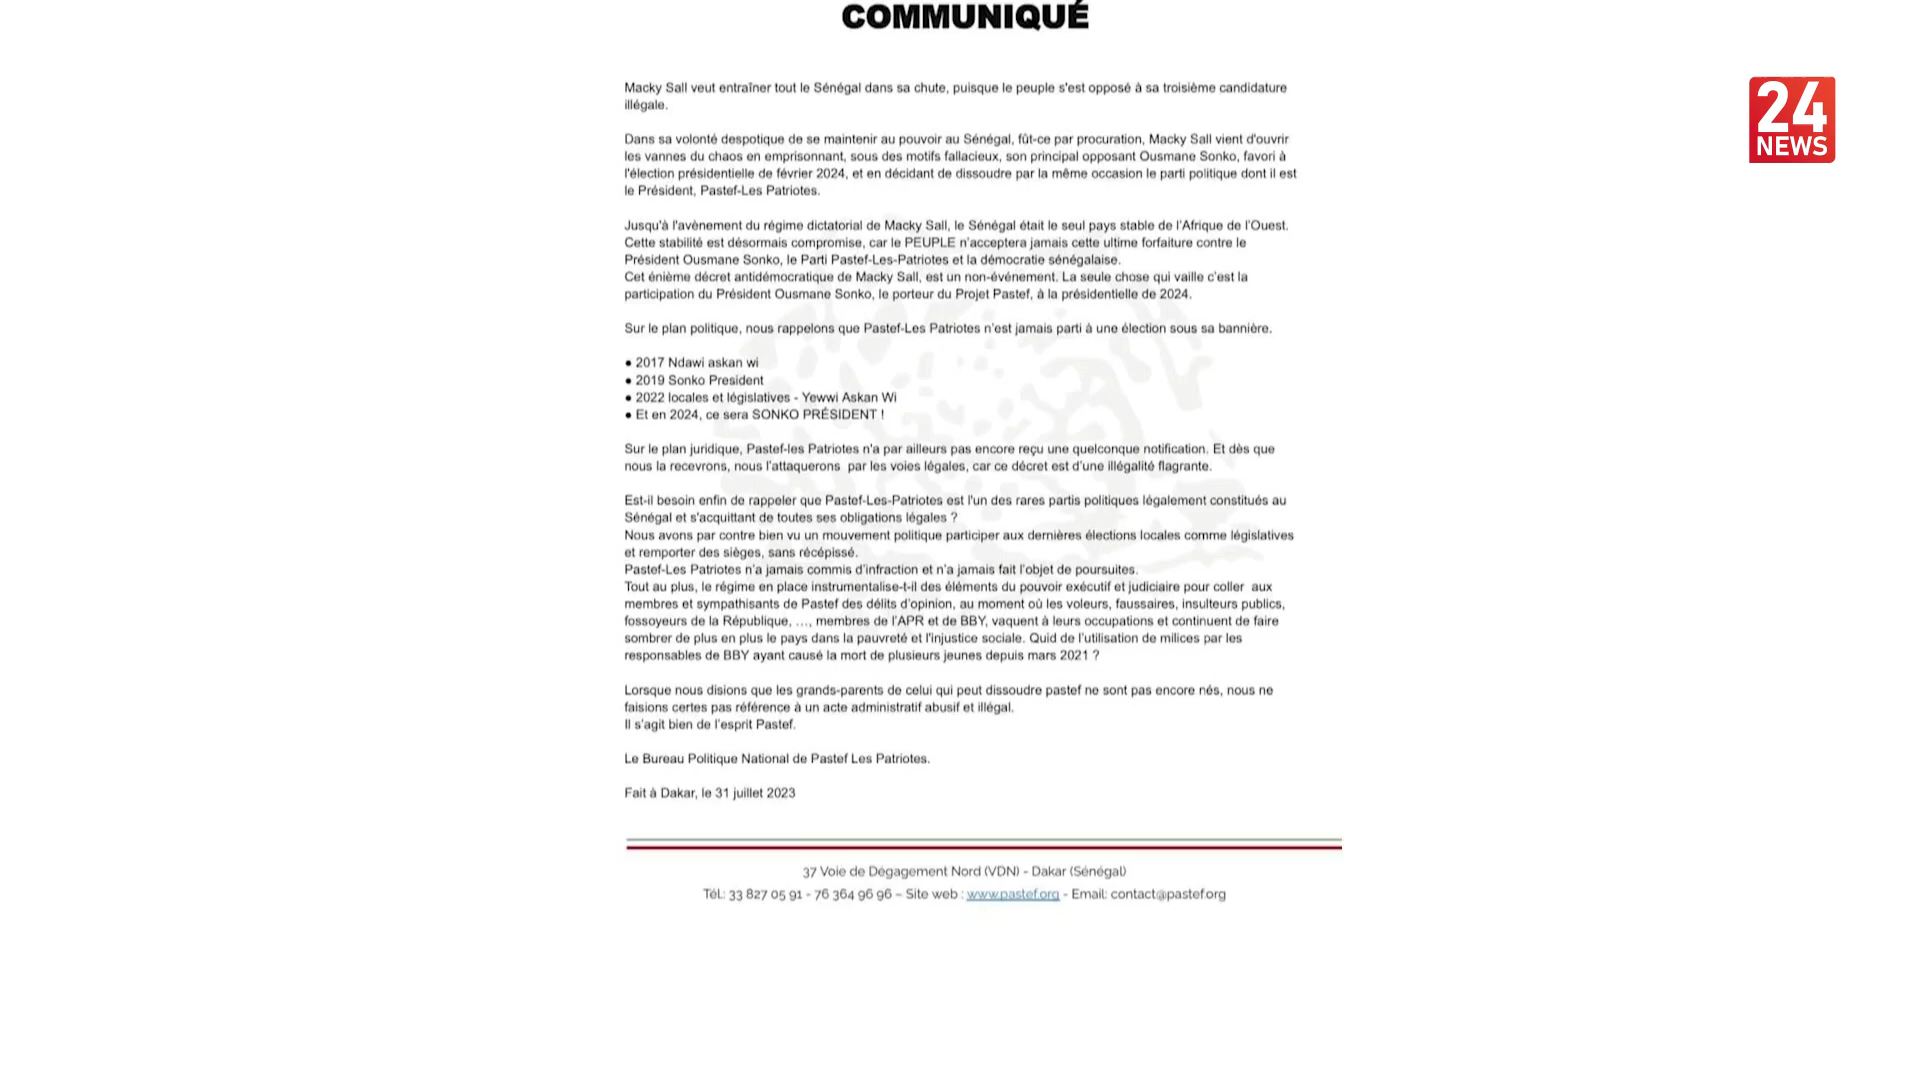 COMMUNIQUÉ
24
NEWS
Macky Sall veut entraîner tout le Sénégal dans sa chute, puisque le peuple s'est opposé à sa troisième candidature
illégale.
Dans sa volonté despotique de se maintenir au pouvoir au Sénégal, fût-ce par procuration, Macky Sall vient d'ouvrir
les vannes du chaos en emprisonnant, sous des motifs fallacieux, son principal opposant Ousmane Sonko, favori à
l'élection présidentielle de février 2024, et en décidant de dissoudre par la même occasion le parti politique dont il est
le Président, Pastef-Les Patriotes.
Jusqu'à l'avènement du régime dictatorial de Macky Sall, le Sénégal était le seul pays stable de l'Afrique de l'Ouest.
Cette stabilité est désormais compromise, car le PEUPLE n'acceptera jamais cette ultime forfaiture contre le
Président Ousmane Sonko, le Parti Pastef-Les-Patriotes et la démocratie sénégalaise.
Cet énième décret antidémocratique de Macky Sall, est un non-événement. La seule chose qui vaille c'est la
participation du Président Ousmane Sonko, le porteur du Projet Pastef, à la présidentielle de 2024.
Sur le plan politique, nous rappelons que Pastef-Les Patriotes n'est jamais parti à une élection sous sa bannière.
● 2017 Ndawi askan wi
● 2019 Sonko President
● 2022 locales et législatives - Yewwi Askan Wi
● Et en 2024, ce sera SONKO PRÉSIDENT !
Sur le plan juridique, Pastef-les Patriotes n'a par ailleurs pas encore reçu une quelconque notification. Et dès que
nous la recevrons, nous l'attaquerons  par les voies légales, car ce décret est d'une illégalité flagrante.
Est-il besoin enfin de rappeler que Pastef-Les-Patriotes est l'un des rares partis politiques légalement constitués au
Sénégal et s'acquittant de toutes ses obligations légales ?
Nous avons par contre bien vu un mouvement politique participer aux dernières élections locales comme législatives
et remporter des sièges, sans récépissé.
Pastef-Les Patriotes n'a jamais commis d'infraction et n'a jamais fait l'objet de poursuites.
Tout au plus, le régime en place instrumentalise-t-il des éléments du pouvoir exécutif et judiciaire pour coller  aux
membres et sympathisants de Pastef des délits d'opinion, au moment où les voleurs, faussaires, insulteurs publics,
fossoyeurs de la République, …, membres de l'APR et de BBY, vaquent à leurs occupations et continuent de faire
sombrer de plus en plus le pays dans la pauvreté et l'injustice sociale. Quid de l'utilisation de milices par les
responsables de BBY ayant causé la mort de plusieurs jeunes depuis mars 2021 ?
Lorsque nous disions que les grands-parents de celui qui peut dissoudre pastef ne sont pas encore nés, nous ne
faisions certes pas référence à un acte administratif abusif et illégal.
Il s'agit bien de l'esprit Pastef.
Le Bureau Politique National de Pastef Les Patriotes.
Fait à Dakar, le 31 juillet 2023
37 Voie de Dégagement Nord (VDN) - Dakar (Sénégal)
Tél.: 33 827 05 91 - 76 364 96 96 – Site web : www.pastef.org - Email: contact@pastef.org